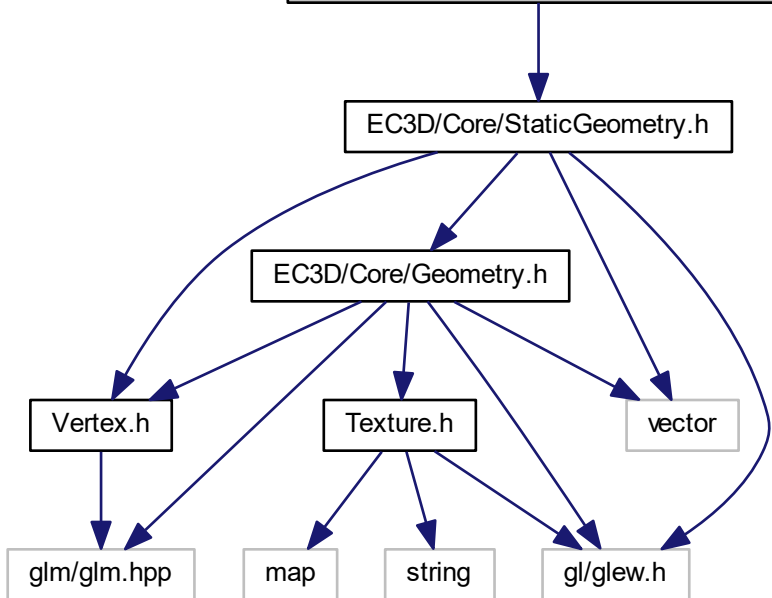 EC3D/Core/StaticGeometry.h
EC3D/Core/Geometry.h
Vertex.h
Texture.h
vector
glm/glm.hpp
map
string
gl/glew.h